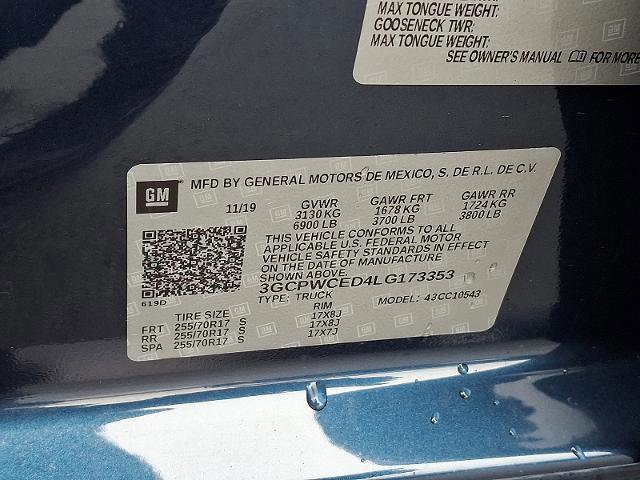 MAX TONGUE WEIGHT:
GOOSENECK TWR:
MAX TONGUE WEIGHT:
SEE OWNER'S MANUAL FOR MORE
GM MFD BY GENERAL MOTORS DE MEXICO, S. DE R.L. DE C.V.
11/19 GVWR GAWR FRT GAWR RR
3130 KG 1678 KG 1724 KG
6900 LB 3700 LB 3800 LB
THIS VEHICLE CONFORMS TO ALL
APPLICABLE U.S. FEDERAL MOTOR
VEHICLE SAFETY STANDARDS IN EFFECT
ON THE DATE OF MANUFACTURE
SHOWN ABOVE.
3GCPWCED4LG173353
619D TYPE: TRUCK MODEL: 43CC10543
TIRE SIZE RIM
FRT 255/70R17 S 17X8J
RR 255/70R17 S 17X8J
SPA 255/70R17 S 17X7J